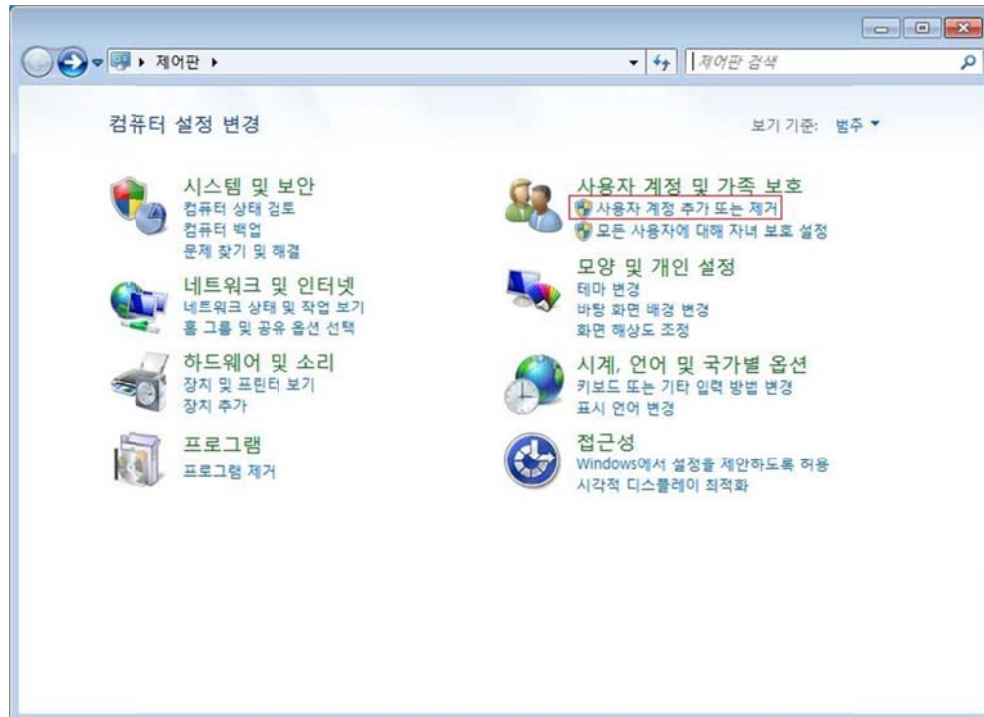 제어판
제어판 검색
컴퓨터 설정 변경
보기 기준: 범주
시스템 및 보안
컴퓨터 상태 검토
컴퓨터 백업
문제 찾기 및 해결
네트워크 및 인터넷
네트워크 상태 및 작업 보기
홈 그룹 및 공유 옵션 선택
하드웨어 및 소리
장치 및 프린터 보기
장치 추가
프로그램
프로그램 제거
사용자 계정 및 가족 보호
사용자 계정 추가 또는 제거
모든 사용자에 대해 자녀 보호 설정
모양 및 개인 설정
테마 변경
바탕 화면 배경 변경
화면 해상도 조정
시계, 언어 및 국가별 옵션
키보드 또는 기타 입력 방법 변경
표시 언어 변경
접근성
Windows에서 설정을 제안하도록 허용
시각적 디스플레이 최적화